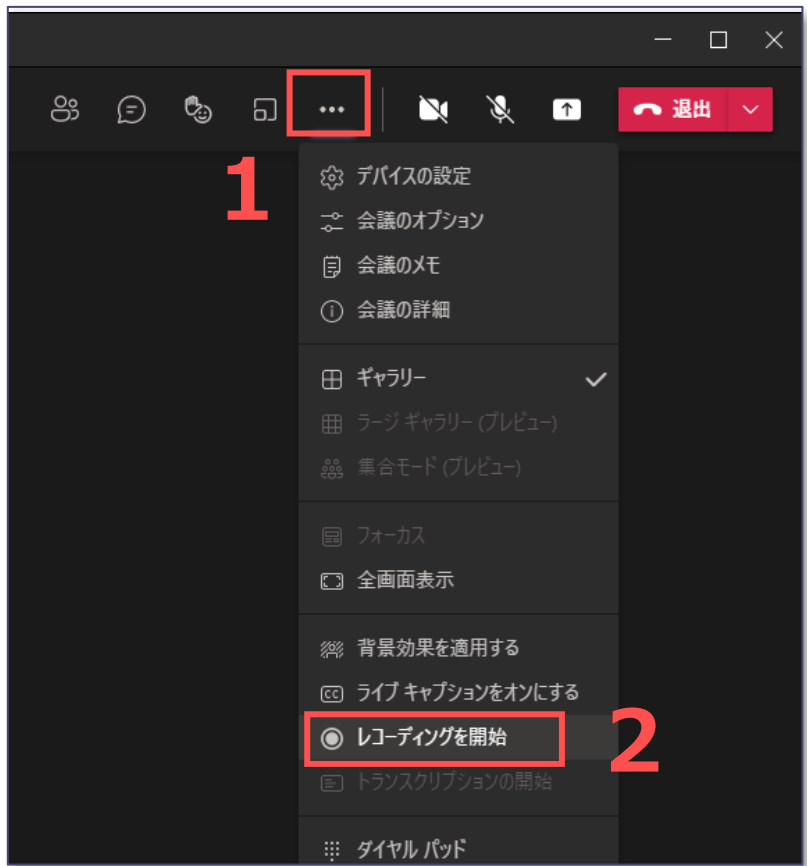 退出
1
デバイスの設定
会議のオプション
会議のメモ
会議の詳細
ギャラリー
ラージ ギャラリー (プレビュー)
集合モード (プレビュー)
フォーカス
全画面表示
背景効果を適用する
CC ライブ キャプションをオンにする
レコーディングを開始
2
トランスクリプションの開始
ダイヤル パッド